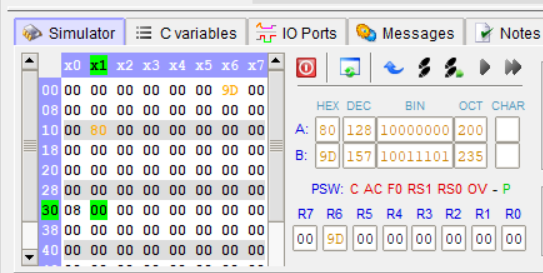 Simulator C variables IO Ports Messages Notes
x0 x1 x2 x3 x4 x5 x6 x7
00 00 00 00 00 00 00 9D 00
08 00 00 00 00 00 00 00 00
10 00 80 00 00 00 00 00 00
18 00 00 00 00 00 00 00 00
20 00 00 00 00 00 00 00 00
28 00 00 00 00 00 00 00 00
30 08 00 00 00 00 00 00 00
38 00 00 00 00 00 00 00 00
40 00 00 00 00 00 00 00 00
HEX DEC BIN OCT CHAR
A: 80 128 10000000 200
B: 9D 157 10011101 235
PSW: C AC F0 RS1 RS0 OV - P
R7 R6 R5 R4 R3 R2 R1 R0
00 9D 00 00 00 00 00 00